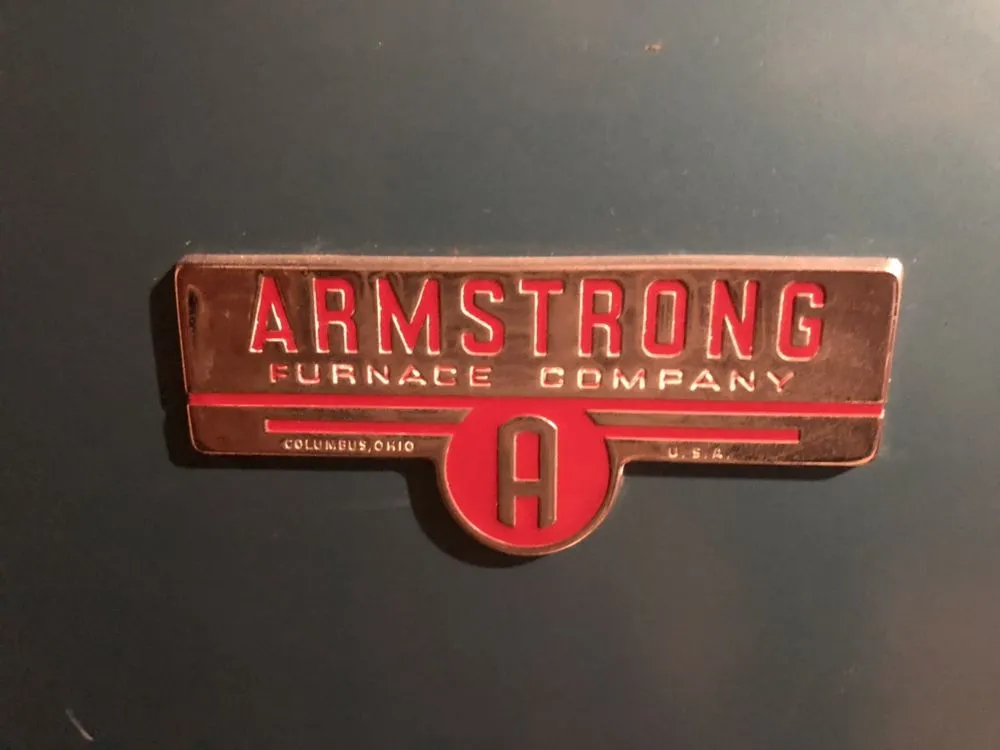 ARMSTRONG
FURNACE COMPANY
COLUMBUS, OHIO U.S.A.
A